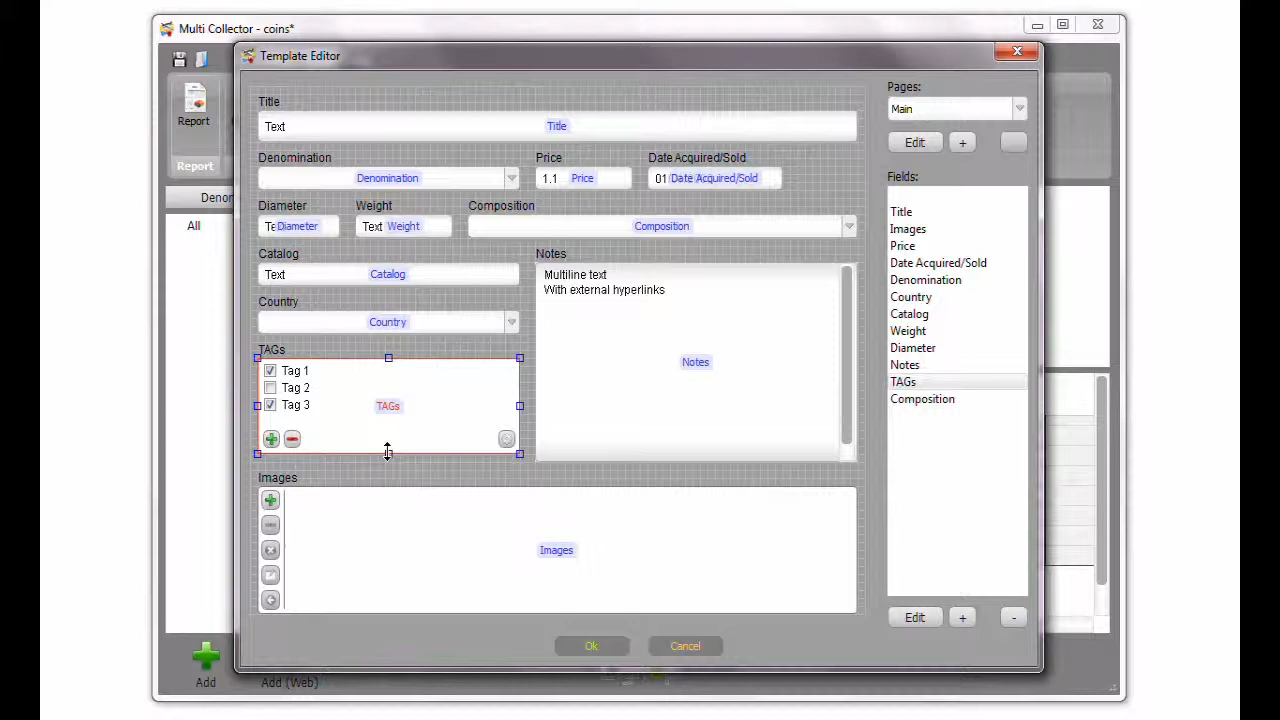 Multi Collector - coins*
Template Editor
Report
Report
Denon
All
Add
Add (Web)
Title
Text Title
Denomination Price Date Acquired/Sold
Denomination 1.1 Price 01 Date Acquired/Sold
Diameter Weight Composition
Te Diameter Text Weight Composition
Catalog Notes
Text Catalog
Multiline text
With external hyperlinks
Country
Country
Notes
TAGs
Tag 1
Tag 2
Tag 3
TAGs
Images
Images
Ok Cancel
Pages:
Main
Edit +
Fields:
Title
Images
Price
Date Acquired/Sold
Denomination
Country
Catalog
Weight
Diameter
Notes
TAGs
Composition
Edit + -